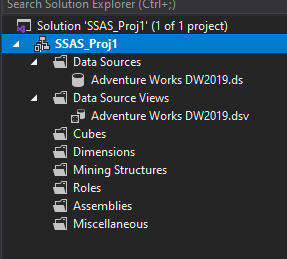 Search Solution Explorer (Ctrl+;)
Solution 'SSAS_Proj1' (1 of 1 project)
SSAS_Proj1
Data Sources
Adventure Works DW2019.ds
Data Source Views
Adventure Works DW2019.dsv
Cubes
Dimensions
Mining Structures
Roles
Assemblies
Miscellaneous